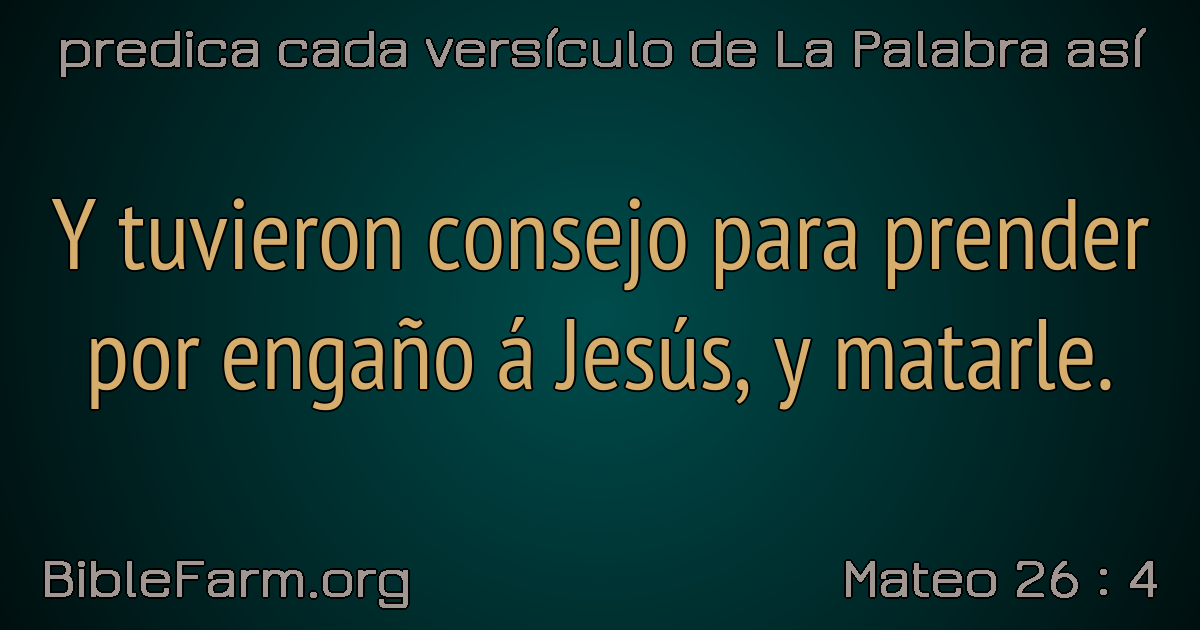 predica cada versículo de La Palabra así
Y tuvieron consejo para prender
por engaño á Jesús, y matarle.
BibleFarm.org
Mateo 26 : 4